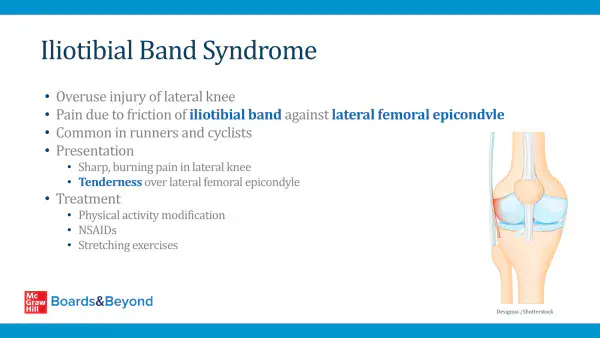 Iliotibial Band Syndrome
• Overuse injury of lateral knee
• Pain due to friction of iliotibial band against lateral femoral epicondyle
• Common in runners and cyclists
• Presentation
• Sharp, burning pain in lateral knee
• Tenderness over lateral femoral epicondyle
• Treatment
• Physical activity modification
• NSAIDs
• Stretching exercises
Mc
Graw
Hill
Boards&Beyond
Designua /Shutterstock